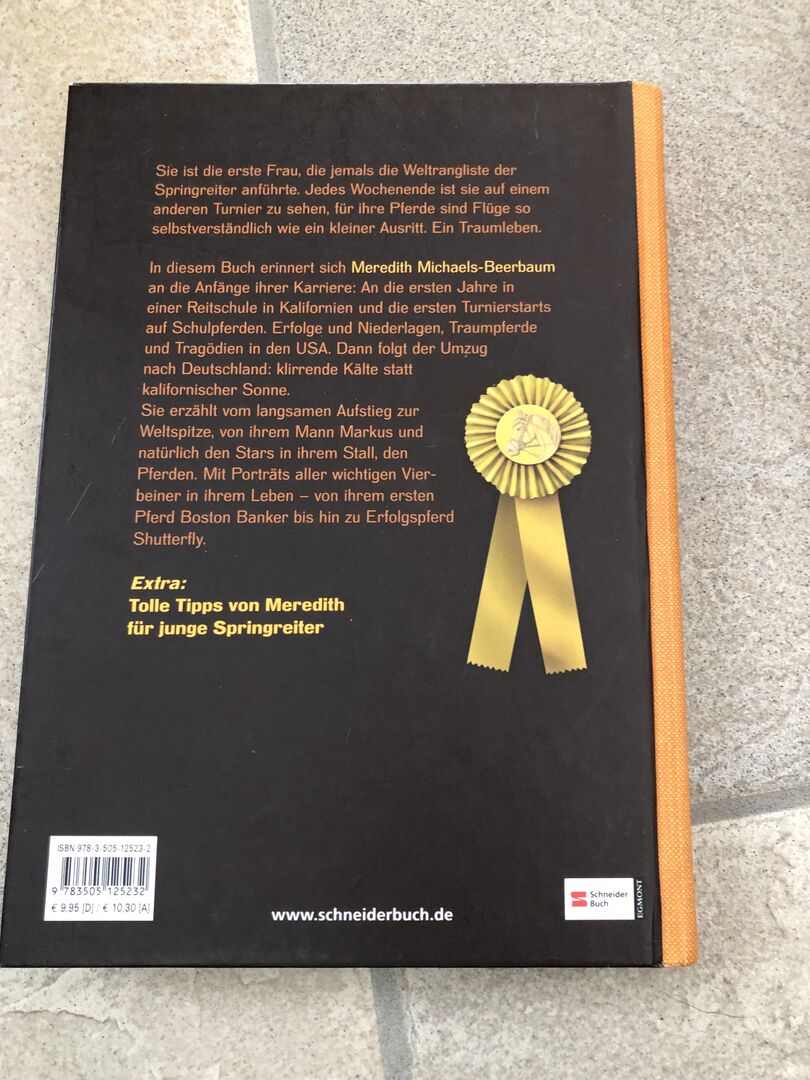 Sie ist die erste Frau, die jemals die Weltrangliste der
Springreiter anführte. Jedes Wochenende ist sie auf einem
anderen Turnier zu sehen, für ihre Pferde sind Flüge so
selbstverständlich wie ein kleiner Ausritt. Ein Traumleben.
In diesem Buch erinnert sich Meredith Michaels-Beerbaum
an die Anfänge ihrer Karriere: An die ersten Jahre in
einer Reitschule in Kalifornien und die ersten Turnierstarts
auf Schulpferden. Erfolge und Niederlagen, Traumpferde
und Tragödien in den USA. Dann folgt der Umzug
nach Deutschland: klirrende Kälte statt
kalifornischer Sonne.
Sie erzählt vom langsamen Aufstieg zur
Weltspitze, von ihrem Mann Markus und
natürlich den Stars in ihrem Stall, den
Pferden. Mit Porträts aller wichtigen Vier-
beiner in ihrem Leben – von ihrem ersten
Pferd Boston Banker bis hin zu Erfolgspferd
Shutterfly.
Extra:
Tolle Tipps von Meredith
für junge Springreiter
ISBN 978-3-505-12523-2
9 783505 125232
€ 9,95 [D] / € 10,30 [A]
www.schneiderbuch.de
Schneider
Buch
EGMONT